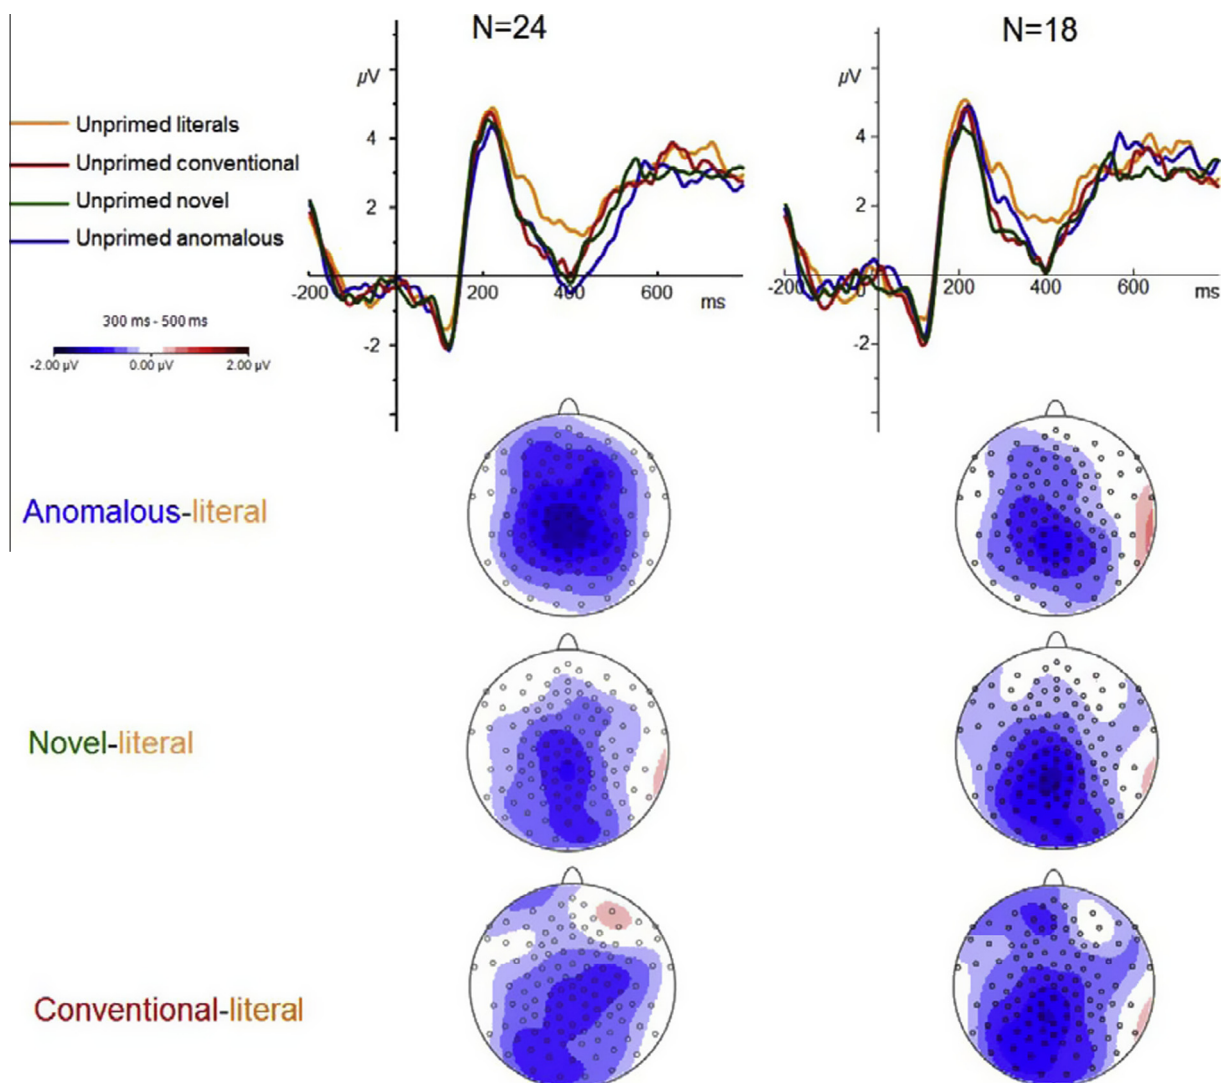 N=24
N=18
µV
µV
Unprimed literals
Unprimed conventional
Unprimed novel
Unprimed anomalous
4
2
-2
-200
0
200
400
600
ms
4
2
-2
-200
0
200
400
600
ms
300 ms - 500 ms
-2.00 µV
0.00 µV
2.00 µV
Anomalous-literal
Novel-literal
Conventional-literal